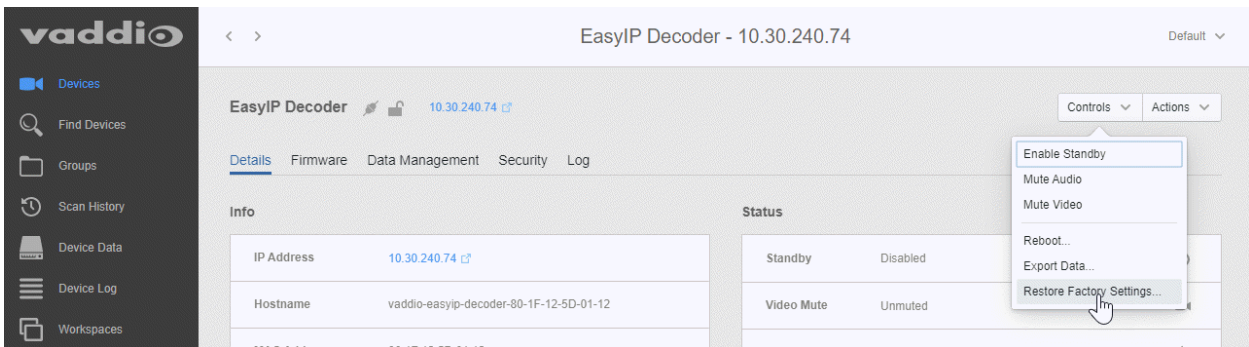 vaddio
EasyIP Decoder - 10.30.240.74
Default
Devices
Find Devices
Groups
Scan History
Device Data
Device Log
Workspaces
EasyIP Decoder
10.30.240.74
Controls
Actions
Details Firmware Data Management Security Log
Enable Standby
Mute Audio
Mute Video
Reboot...
Export Data...
Restore Factory Settings...
Info
IP Address 10.30.240.74
Hostname vaddio-easyip-decoder-80-1F-12-5D-01-12
Status
Standby Disabled
Video Mute Unmuted